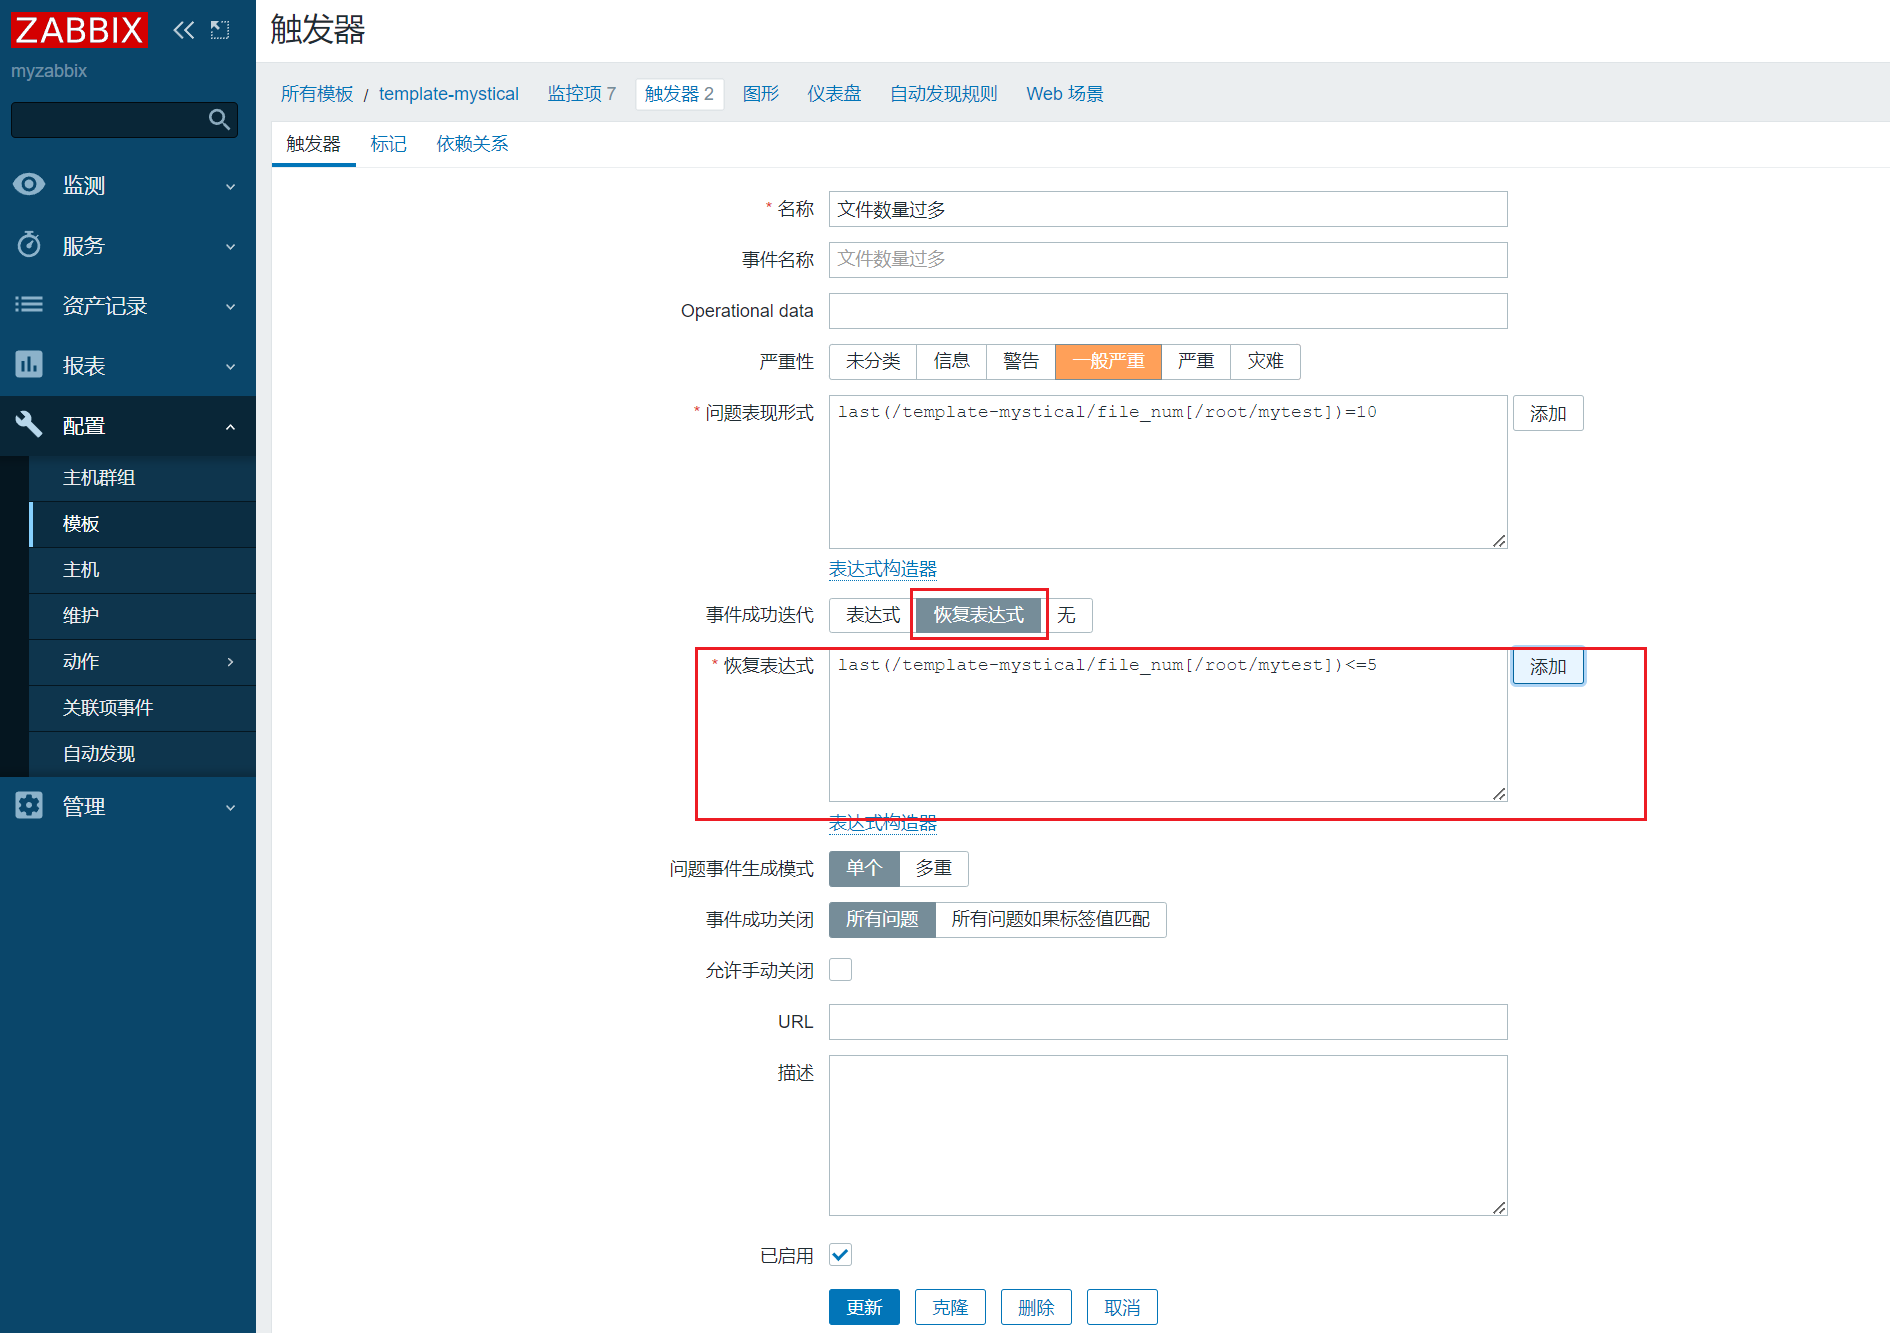 ZABBIX
myzabbix
监测
服务
资产记录
报表
配置
主机群组
模板
主机
维护
动作
关联项事件
自动发现
管理
触发器
所有模板 / template-mystical 监控项 7 触发器 2 图形 仪表盘 自动发现规则 Web 场景
触发器 标记 依赖关系
* 名称 文件数量过多
事件名称 文件数量过多
Operational data
严重性 未分类 信息 警告 一般严重 严重 灾难
* 问题表现形式 last(/template-mystical/file_num[/root/mytest])=10 添加
表达式构造器
事件成功迭代 表达式 恢复表达式 无
* 恢复表达式 last(/template-mystical/file_num[/root/mytest])<=5 添加
表达式构造器
问题事件生成模式 单个 多重
事件成功关闭 所有问题 所有问题如果标签值匹配
允许手动关闭
URL
描述
已启用
更新 克隆 删除 取消